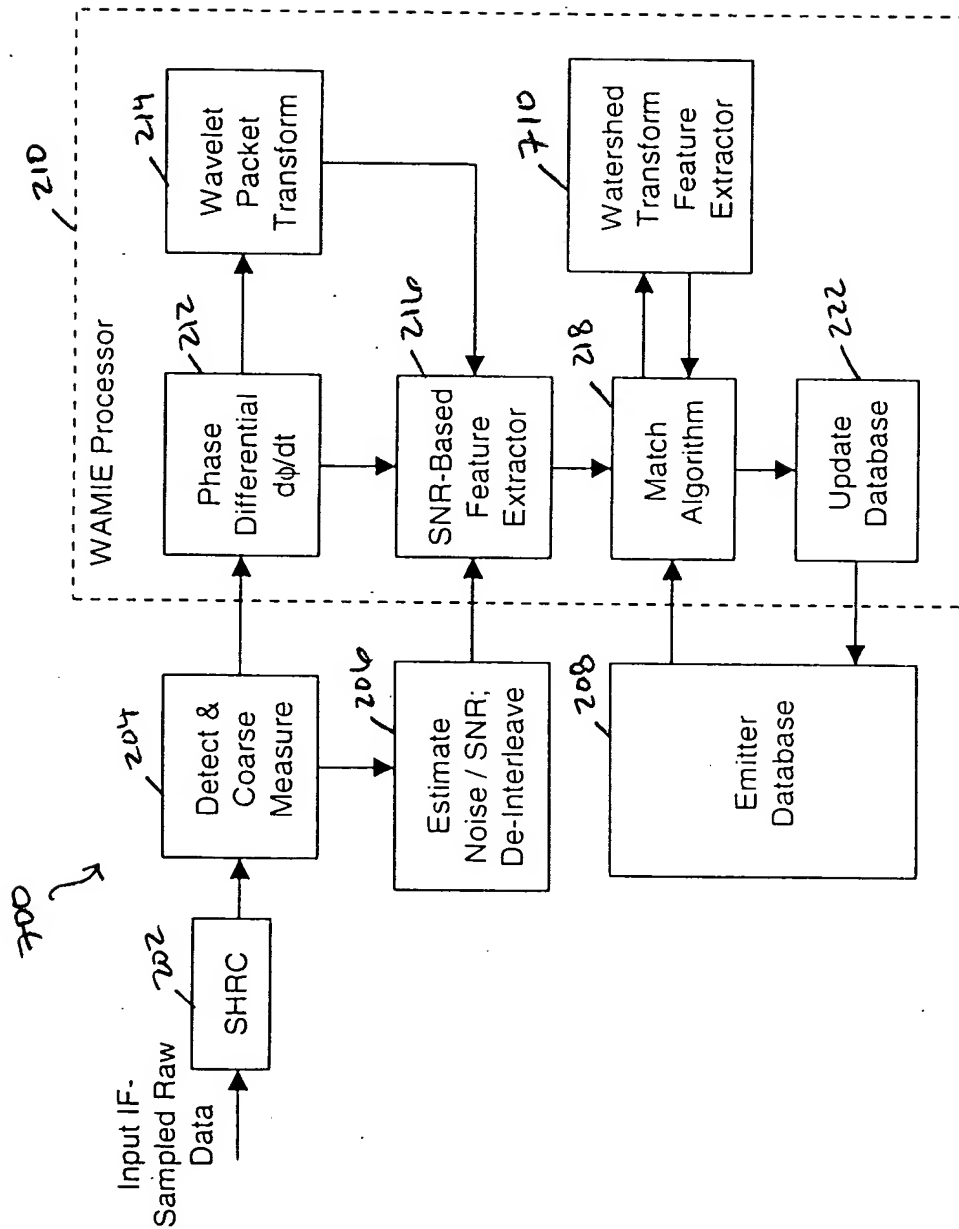 700
Input IF-
Sampled Raw
Data
202
SHRC
204
Detect &
Coarse
Measure
206
Estimate
Noise / SNR;
De-Interleave
208
Emitter
Database
210
WAMIE Processor
212
Phase
Differential
dϕ/dt
214
Wavelet
Packet
Transform
216
SNR-Based
Feature
Extractor
218
Match
Algorithm
710
Watershed
Transform
Feature
Extractor
222
Update
Database